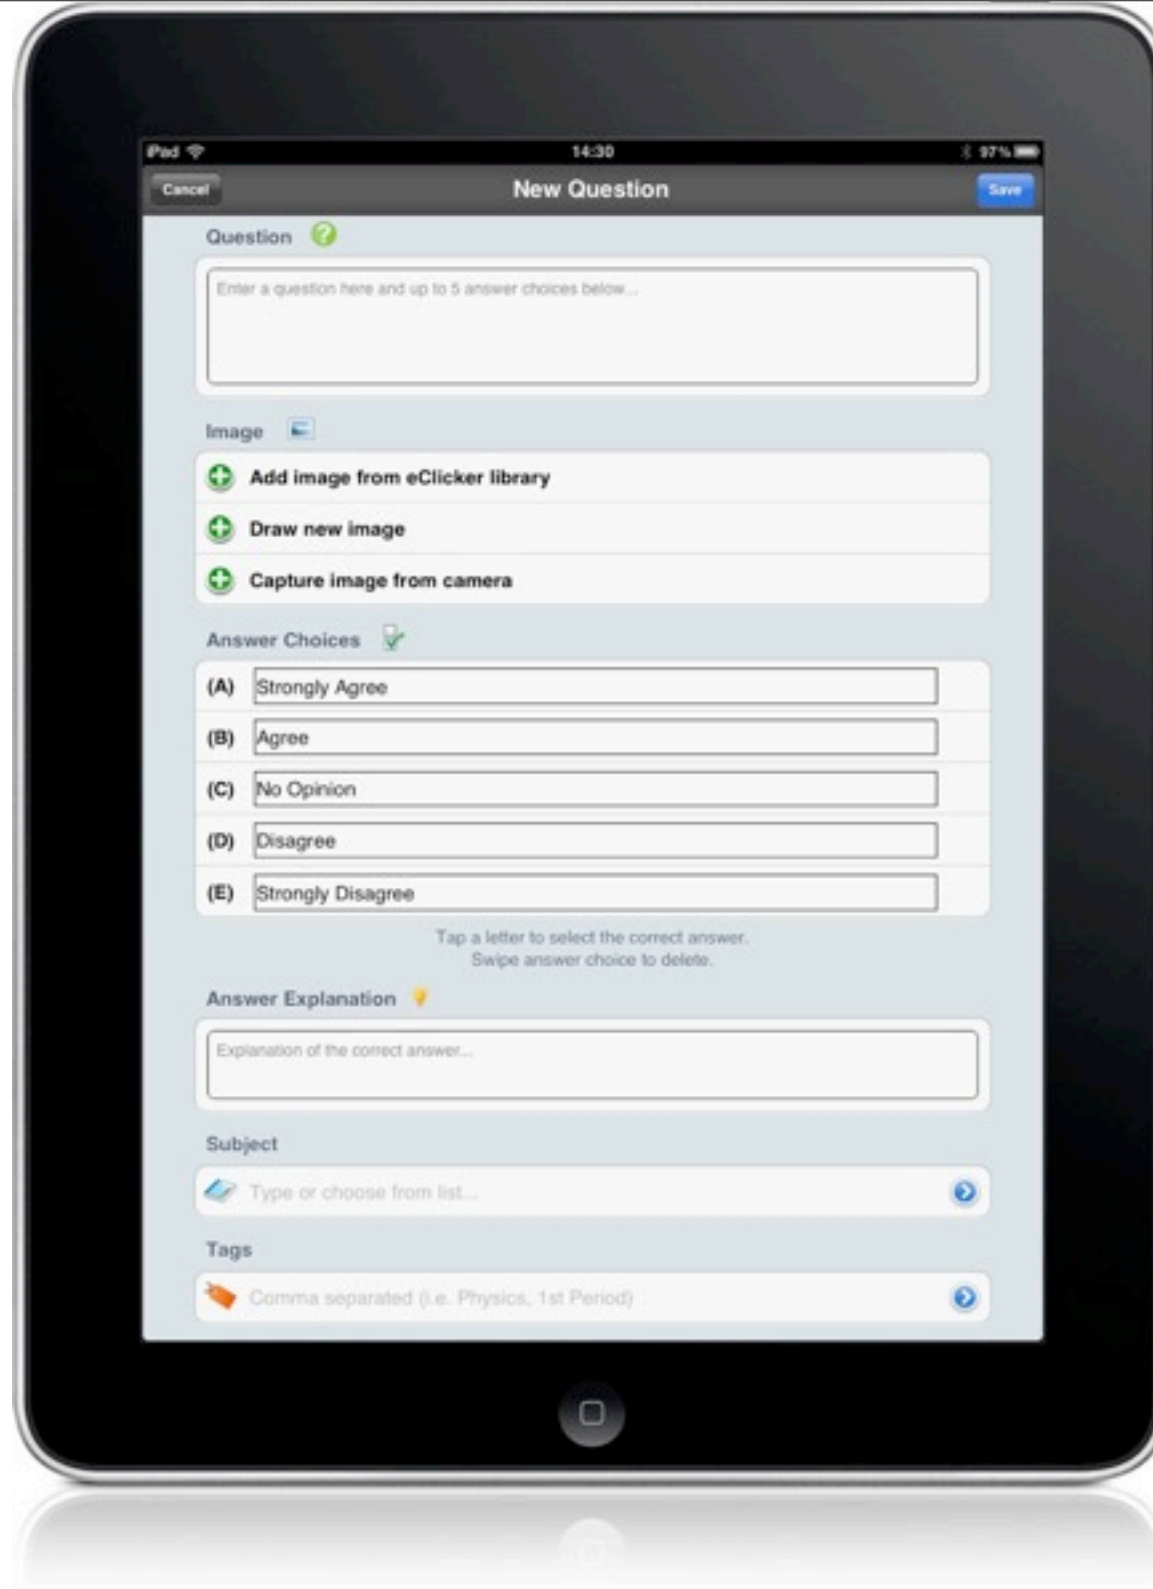 iPad 14:30 97%
Cancel New Question Save
Question ?
Enter a question here and up to 5 answer choices below...
Image
Add image from eClicker library
Draw new image
Capture image from camera
Answer Choices
(A) Strongly Agree
(B) Agree
(C) No Opinion
(D) Disagree
(E) Strongly Disagree
Tap a letter to select the correct answer.
Swipe answer choice to delete.
Answer Explanation
Explanation of the correct answer...
Subject
Type or choose from list...
Tags
Comma separated (i.e. Physics, 1st Period)